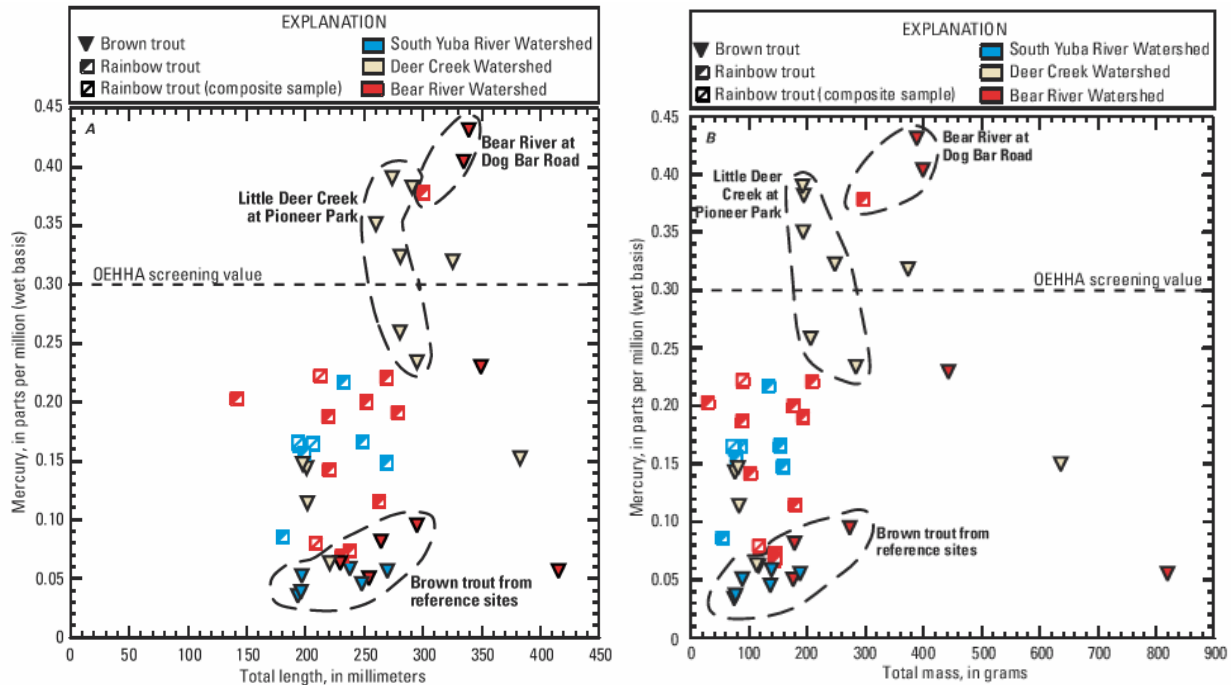 EXPLANATION
Brown trout
Rainbow trout
Rainbow trout (composite sample)
South Yuba River Watershed
Deer Creek Watershed
Bear River Watershed
A
0.45
0.40
0.35
0.30
0.25
0.20
0.15
0.10
0.05
0
Mercury, in parts per million (wet basis)
Bear River at
Dog Bar Road
Little Deer Creek
at Pioneer Park
OEHHA screening value
Brown trout from
reference sites
0 50 100 150 200 250 300 350 400 450
Total length, in millimeters
EXPLANATION
Brown trout
Rainbow trout
Rainbow trout (composite sample)
South Yuba River Watershed
Deer Creek Watershed
Bear River Watershed
B
0.45
0.40
0.35
0.30
0.25
0.20
0.15
0.10
0.05
0
Mercury, in parts per million (wet basis)
Bear River at
Dog Bar Road
Little Deer
Creek at
Pioneer Park
OEHHA screening value
Brown trout from
reference sites
0 100 200 300 400 500 600 700 800 900
Total mass, in grams